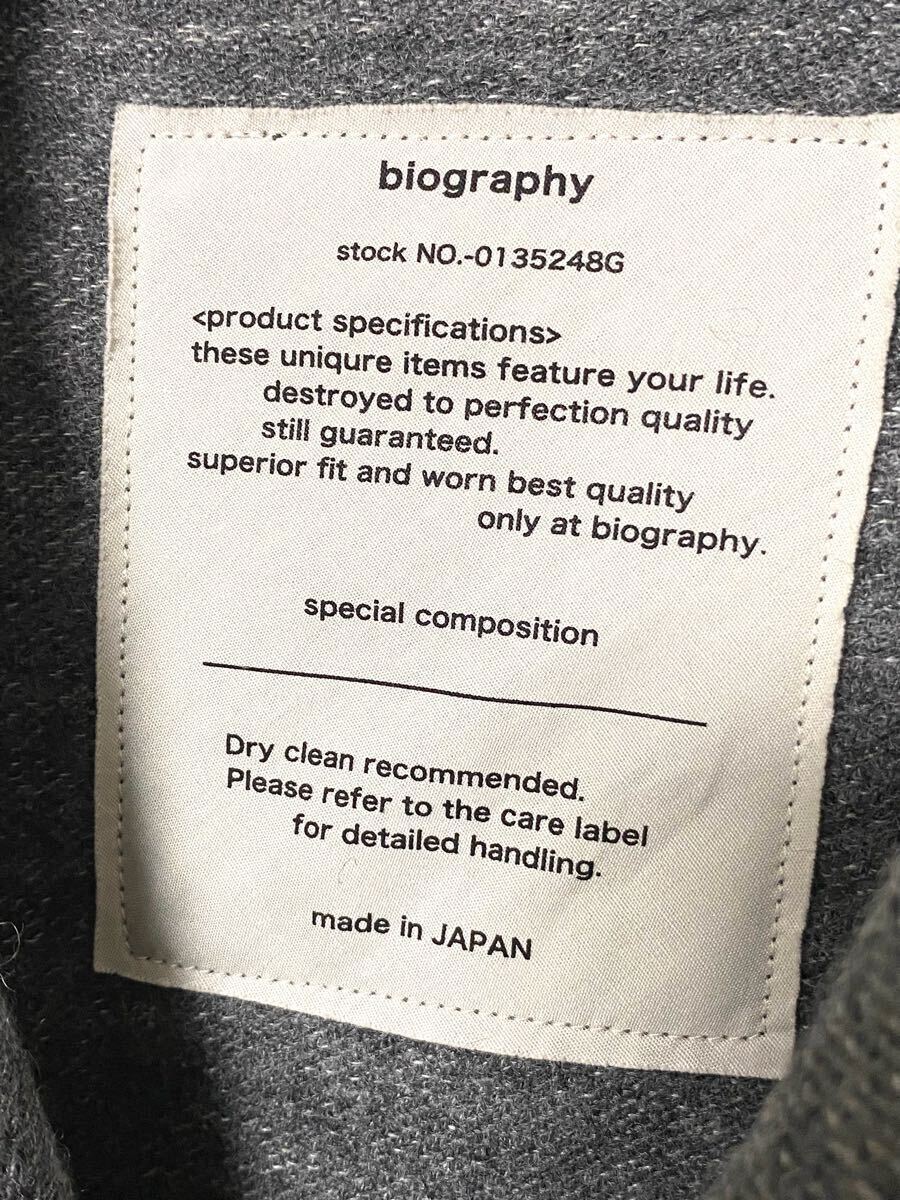 biography
stock NO.-0135248G
<product specifications>
these uniqure items feature your life.
destroyed to perfection quality
still guaranteed.
superior fit and worn best quality
only at biography.
special composition
Dry clean recommended.
Please refer to the care label
for detailed handling.
made in JAPAN